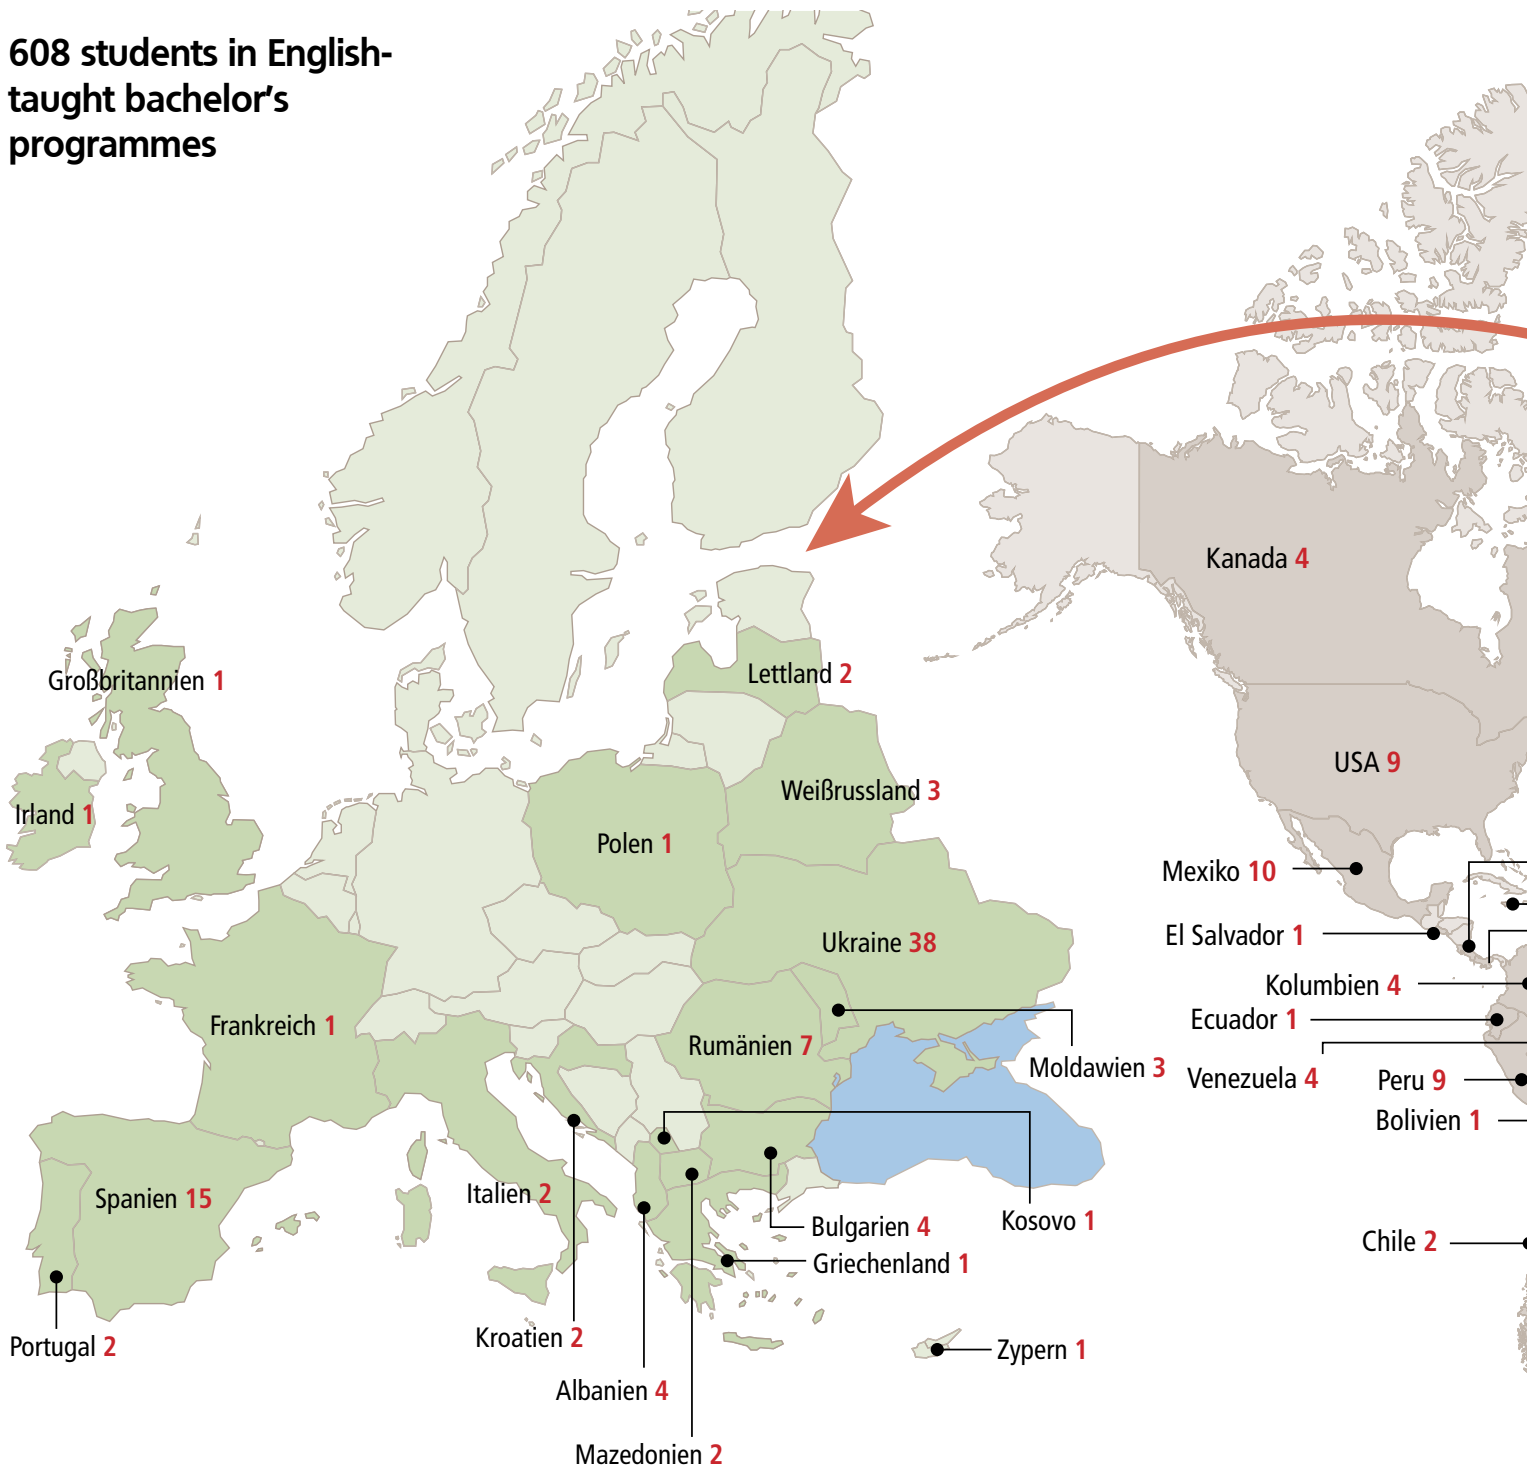 608 students in English-
taught bachelor's
programmes
Kanada 4
Großbritannien 1
Lettland 2
USA 9
Weißrussland 3
Irland 1
Polen 1
Mexiko 10
El Salvador 1
Ukraine 38
Kolumbien 4
Frankreich 1
Ecuador 1
Rumänien 7
Moldawien 3
Venezuela 4
Peru 9
Bolivien 1
Spanien 15
Italien 2
Kosovo 1
Bulgarien 4
Chile 2
Griechenland 1
Kroatien 2
Portugal 2
Zypern 1
Albanien 4
Mazedonien 2